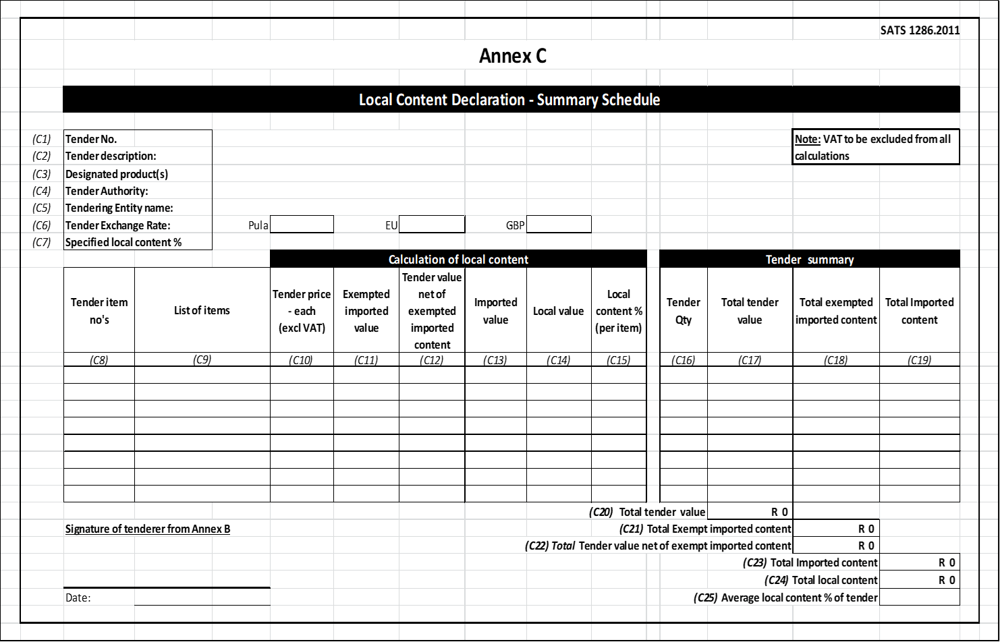 SATS 1286.2011
Annex C
Local Content Declaration - Summary Schedule
(C1) Tender No.
(C2) Tender description:
(C3) Designated product(s)
(C4) Tender Authority:
(C5) Tendering Entity name:
(C6) Tender Exchange Rate: Pula EU GBP
(C7) Specified local content %
Note: VAT to be excluded from all
calculations
Calculation of local content Tender summary
Tender item
no's
List of items
Tender price
- each
(excl VAT)
Exempted
imported
value
Tender value
net of
exempted
imported
content
Imported
value
Local value
Local
content %
(per item)
Tender
Qty
Total tender
value
Total exempted
imported content
Total Imported
content
(C8) (C9) (C10) (C11) (C12) (C13) (C14) (C15) (C16) (C17) (C18) (C19)
(C20) Total tender value R 0
Signature of tenderer from Annex B
(C21) Total Exempt imported content R 0
(C22) Total Tender value net of exempt imported content R 0
(C23) Total Imported content R 0
(C24) Total local content R 0
Date:
(C25) Average local content % of tender